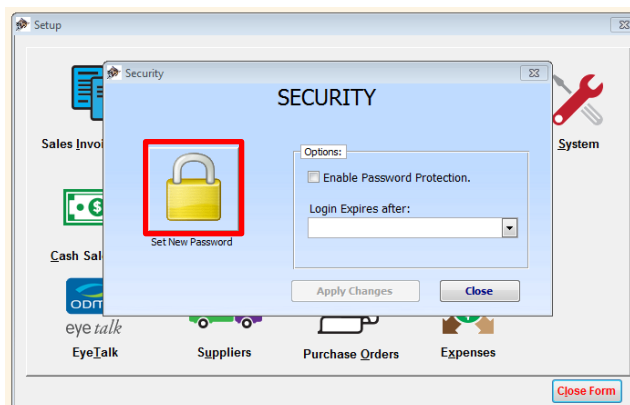 Setup
Security
SECURITY
Sales Invoi
System
Options:
Enable Password Protection.
Login Expires after:
Set New Password
Cash Sal
Apply Changes
Close
eye talk
EyeTalk
Suppliers
Purchase Orders
Expenses
Close Form